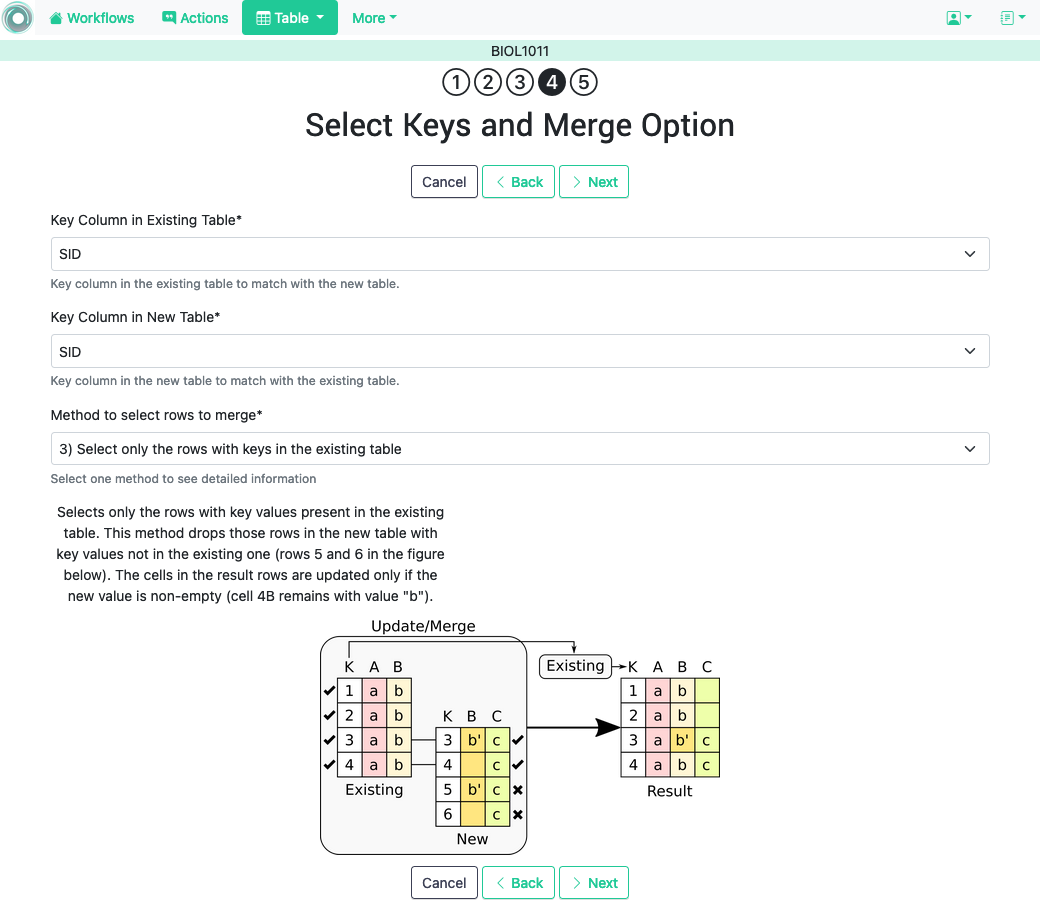 Workflows Actions Table More
BIOL1011
1 2 3 4 5
Select Keys and Merge Option
Cancel Back Next
Key Column in Existing Table*
SID
Key column in the existing table to match with the new table.
Key Column in New Table*
SID
Key column in the new table to match with the existing table.
Method to select rows to merge*
3) Select only the rows with keys in the existing table
Select one method to see detailed information
Selects only the rows with key values present in the existing
table. This method drops those rows in the new table with
key values not in the existing one (rows 5 and 6 in the figure
below). The cells in the result rows are updated only if the
new value is non-empty (cell 4B remains with value "b").
Update/Merge
K A B
1 a b
2 a b
3 a b
4 a b
Existing
K B C
3 b' c
4 c
5 b' c
6 c
New
Existing
K A B C
1 a b
2 a b
3 a b' c
4 a b c
Result
Cancel Back Next